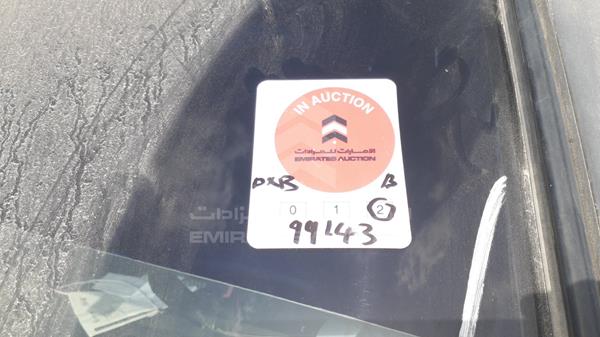 IN AUCTION
الامارات للمزادات
EMIRATES AUCTION
DXB B
0 1 2
99143